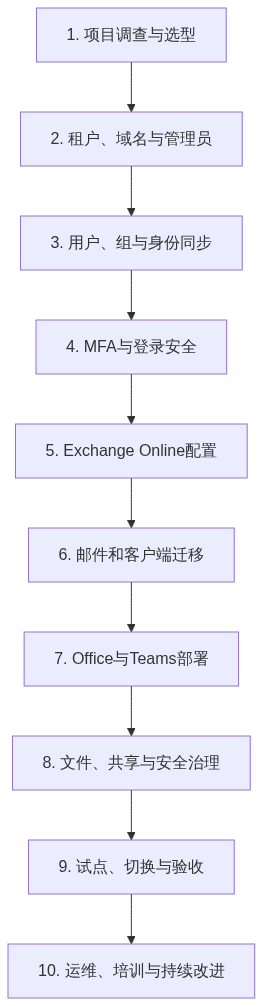 1. 项目调查与选型
2. 租户、域名与管理员
3. 用户、组与身份同步
4. MFA与登录安全
5. Exchange Online配置
6. 邮件和客户端迁移
7. Office与Teams部署
8. 文件、共享与安全治理
9. 试点、切换与验收
10. 运维、培训与持续改进